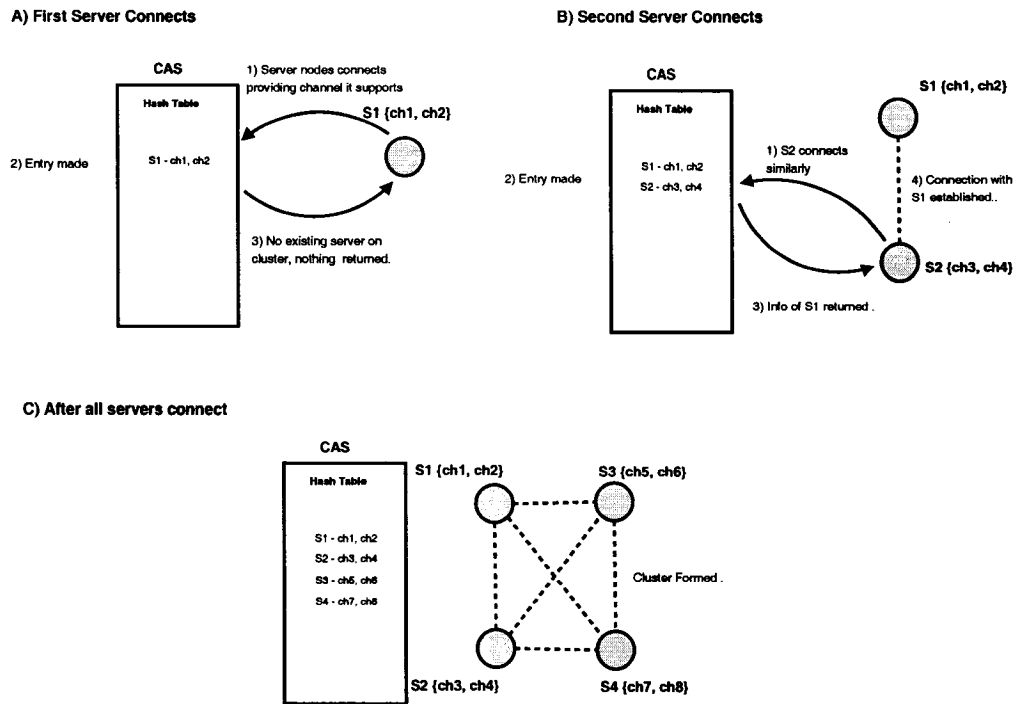 A) First Server Connects
CAS
Hash Table
1) Server nodes connects
providing channel it supports
S1 {ch1, ch2}
2) Entry made
S1 - ch1, ch2
3) No existing server on
cluster, nothing returned.
B) Second Server Connects
CAS
Hash Table
S1 {ch1, ch2}
1) S2 connects
similarly
2) Entry made
S1 - ch1, ch2
S2 - ch3, ch4
4) Connection with
S1 established..
S2 {ch3, ch4}
3) Info of S1 returned .
C) After all servers connect
CAS
Hash Table
S1 {ch1, ch2}
S3 {ch5, ch6}
S1 - ch1, ch2
S2 - ch3, ch4
S3 - ch5, ch6
S4 - ch7, ch8
Cluster Formed .
S2 {ch3, ch4}
S4 {ch7, ch8}